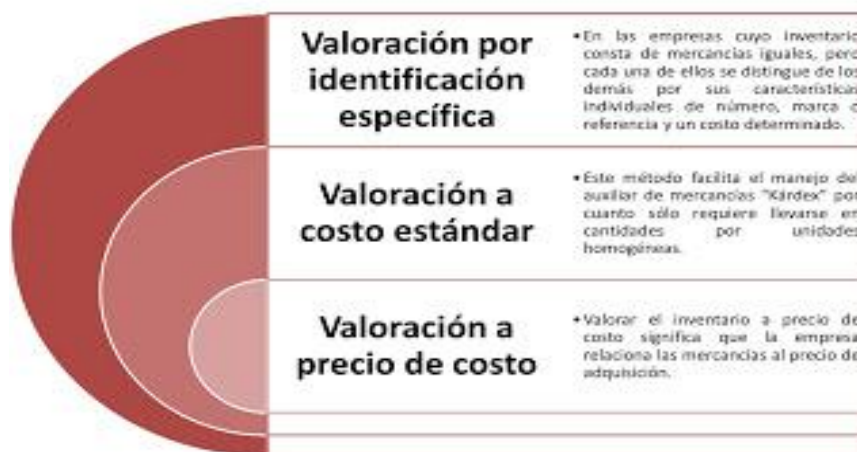 Valoración por
identificación
específica
•En las empresas cuyo inventario
consta de mercancías iguales, pero
cada una de ellos se distingue de los
demás por sus características
individuales de número, marca o
referencia y un costo determinado.
Valoración a
costo estándar
•Este método facilita el manejo del
auxiliar de mercancías "Kárdex" por
cuanto sólo requiere llevarse en
cantidades por unidades
homogéneas.
Valoración a
precio de costo
•Valorar el inventario a precio de
costo significa que la empresa
relaciona las mercancías al precio de
adquisición.